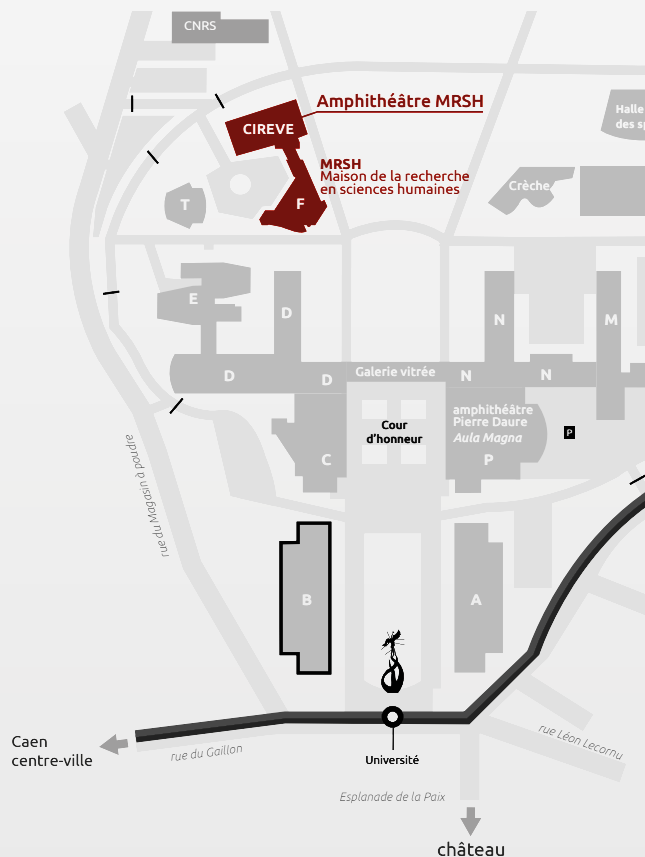 CNRS
Amphithéâtre MRSH
CIREVE
Halle
des sp
MRSH
Maison de la recherche
en sciences humaines
Crèche
T
F
E
D
N
M
D
D
Galerie vitrée
N
N
amphithéâtre
Pierre Daure
Aula Magna
Cour
d'honneur
P
C
P
rue du Magasin à poudre
B
A
Caen
centre-ville
rue du Gaillon
Université
rue Léon Lecornu
Esplanade de la Paix
château